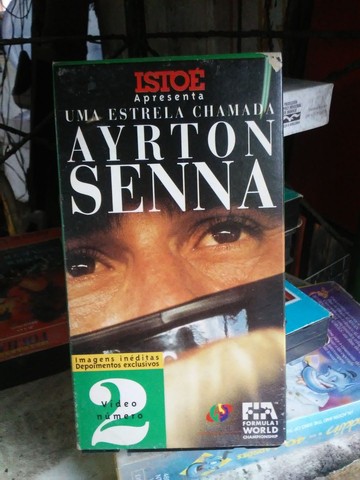 ISTOÉ
Apresenta
UMA ESTRELA CHAMADA
AYRTON
SENNA
Imagens inéditas
Depoimentos exclusivos
2
Vídeo
número
FIA
FORMULA 1
WORLD
CHAMPIONSHIP